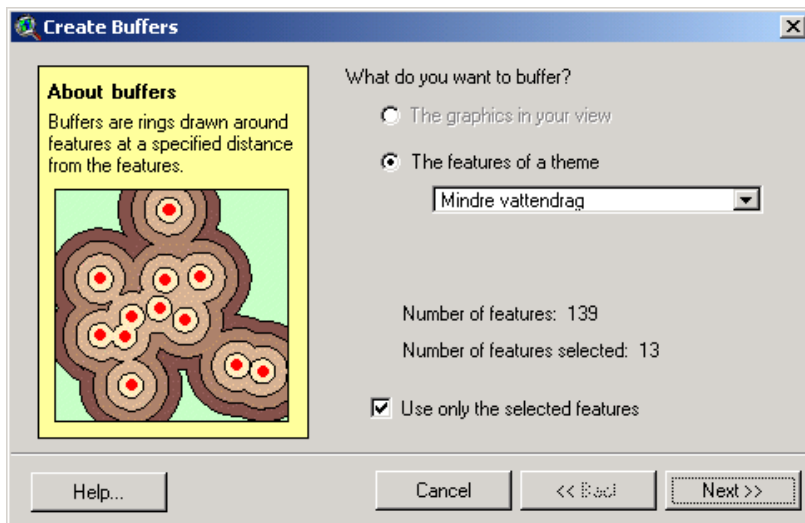 Create Buffers
About buffers
Buffers are rings drawn around
features at a specified distance
from the features.
What do you want to buffer?
The graphics in your view
The features of a theme
Mindre vattendrag
Number of features: 139
Number of features selected: 13
Use only the selected features
Help...
Cancel
<< Back
Next >>